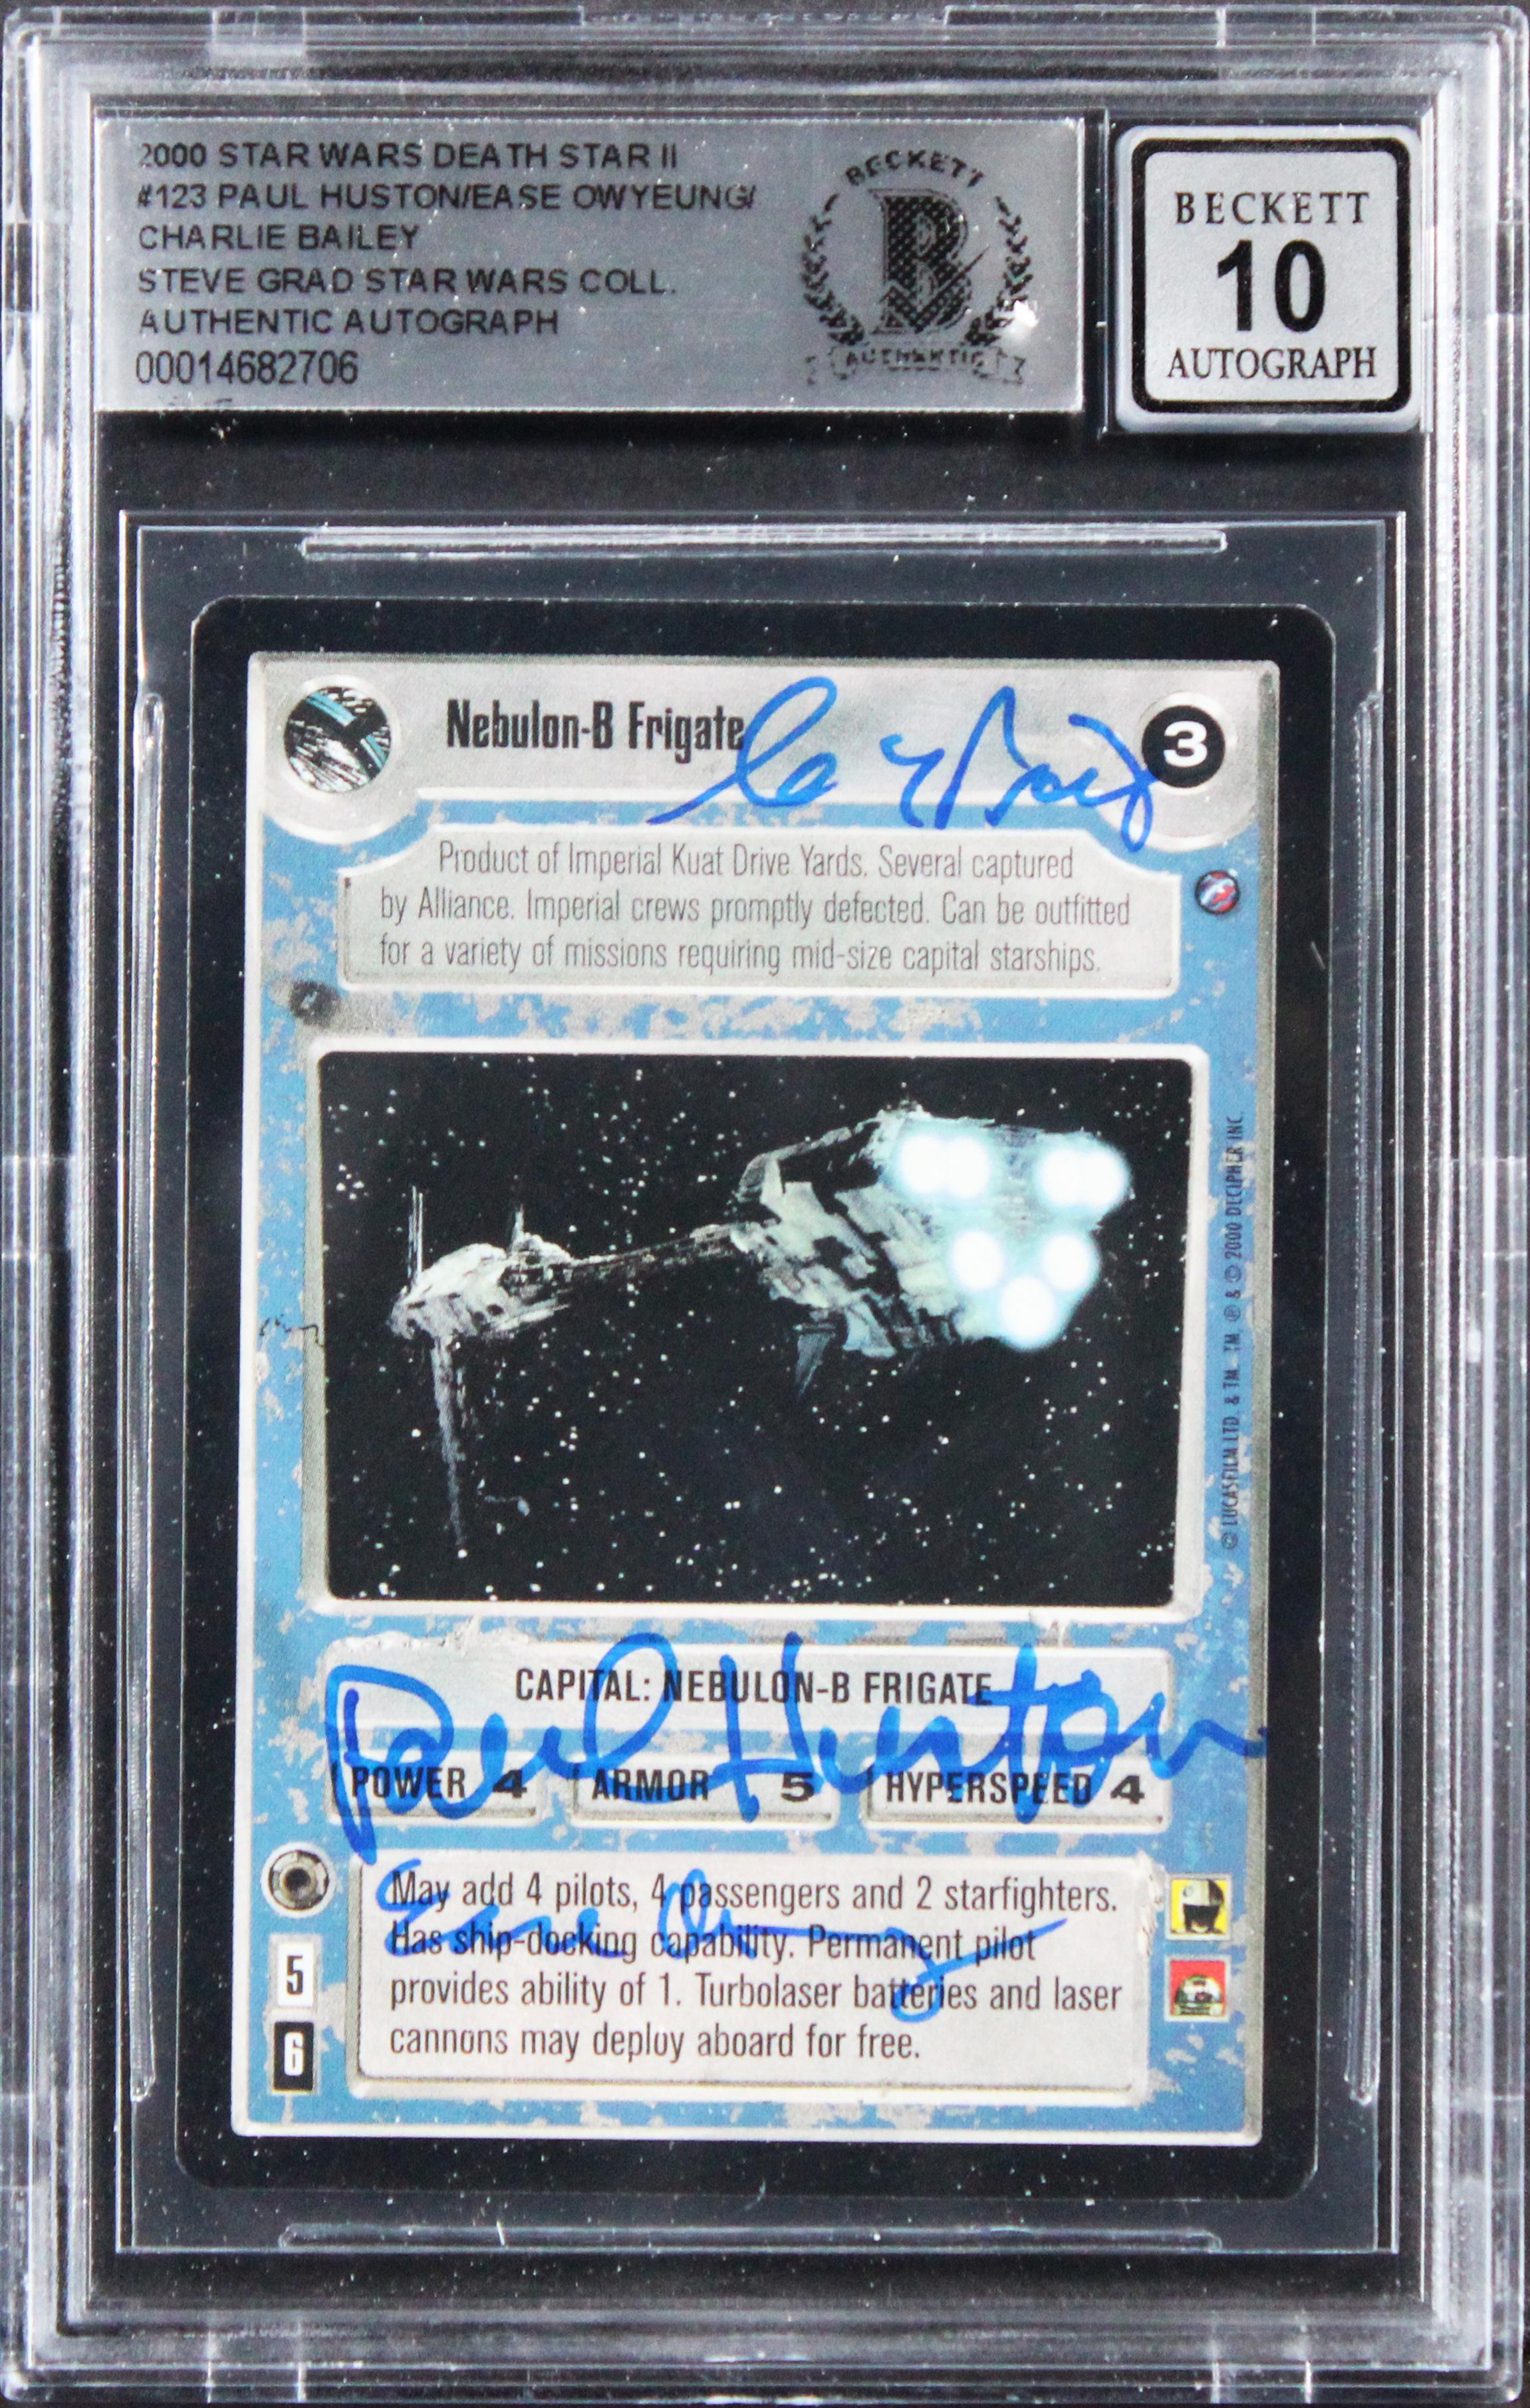 2000 STAR WARS DEATH STAR II
#123 PAUL HUSTON/EASE OWYEUNG/
CHARLIE BAILEY
STEVE GRAD STAR WARS COLL.
AUTHENTIC AUTOGRAPH
00014682706
BECKETT
B
AUTHENTIC
BECKETT
10
AUTOGRAPH
Nebulon-B Frigate
3
Product of Imperial Kuat Drive Yards. Several captured
by Alliance. Imperial crews promptly defected. Can be outfitted
for a variety of missions requiring mid-size capital starships.
© LUCASFILM LTD. & TM. TM ® & © 2000 DECIPHER INC.
CAPITAL: NEBULON-B FRIGATE
Paul Huston
POWER 4 ARMOR 5 HYPERSPEED 4
May add 4 pilots, 4 passengers and 2 starfighters.
Has ship-docking capability. Permanent pilot
provides ability of 1. Turbolaser batteries and laser
cannons may deploy aboard for free.
5
6